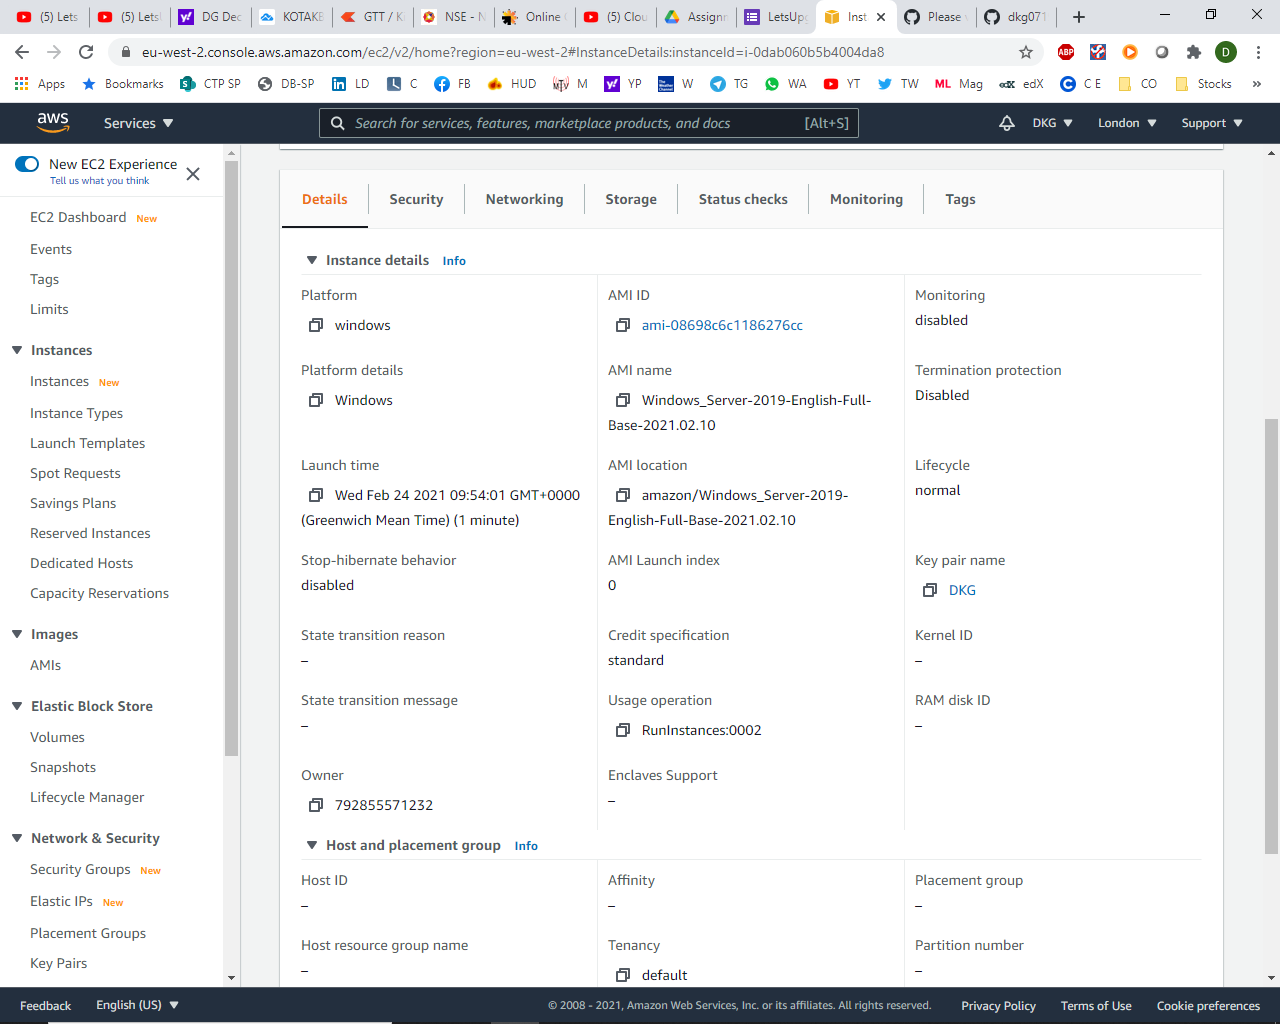 (5) Lets
(5) Lets
DG Dec
KOTAKB
GTT / K
NSE - N
Online
(5) Clou
Assignm
LetsUpg
Inst
Please
dkg071
eu-west-2.console.aws.amazon.com/ec2/v2/home?region=eu-west-2#InstanceDetails:instanceId=i-0dab060b5b4004da8
ABP
D
Apps
Bookmarks
CTP SP
DB-SP
LD
C
FB
HUD
M
YP
W
TG
WA
YT
TW
ML Mag
edX
C E
CO
Stocks
»
aws
Services
Search for services, features, marketplace products, and docs [Alt+S]
DKG
London
Support
New EC2 Experience
Tell us what you think
EC2 Dashboard New
Events
Tags
Limits
Instances
Instances New
Instance Types
Launch Templates
Spot Requests
Savings Plans
Reserved Instances
Dedicated Hosts
Capacity Reservations
Images
AMIs
Elastic Block Store
Volumes
Snapshots
Lifecycle Manager
Network & Security
Security Groups New
Elastic IPs New
Placement Groups
Key Pairs
Details
Security
Networking
Storage
Status checks
Monitoring
Tags
Instance details Info
Platform
windows
AMI ID
ami-08698c6c1186276cc
Monitoring
disabled
Platform details
Windows
AMI name
Windows_Server-2019-English-Full-
Base-2021.02.10
Termination protection
Disabled
Launch time
Wed Feb 24 2021 09:54:01 GMT+0000
(Greenwich Mean Time) (1 minute)
AMI location
amazon/Windows_Server-2019-
English-Full-Base-2021.02.10
Lifecycle
normal
Stop-hibernate behavior
disabled
AMI Launch index
0
Key pair name
DKG
State transition reason
–
Credit specification
standard
Kernel ID
–
State transition message
–
Usage operation
RunInstances:0002
RAM disk ID
–
Owner
792855571232
Enclaves Support
–
Host and placement group Info
Host ID
–
Affinity
–
Placement group
–
Host resource group name
–
Tenancy
default
Partition number
–
Feedback
English (US)
© 2008 - 2021, Amazon Web Services, Inc. or its affiliates. All rights reserved.
Privacy Policy
Terms of Use
Cookie preferences